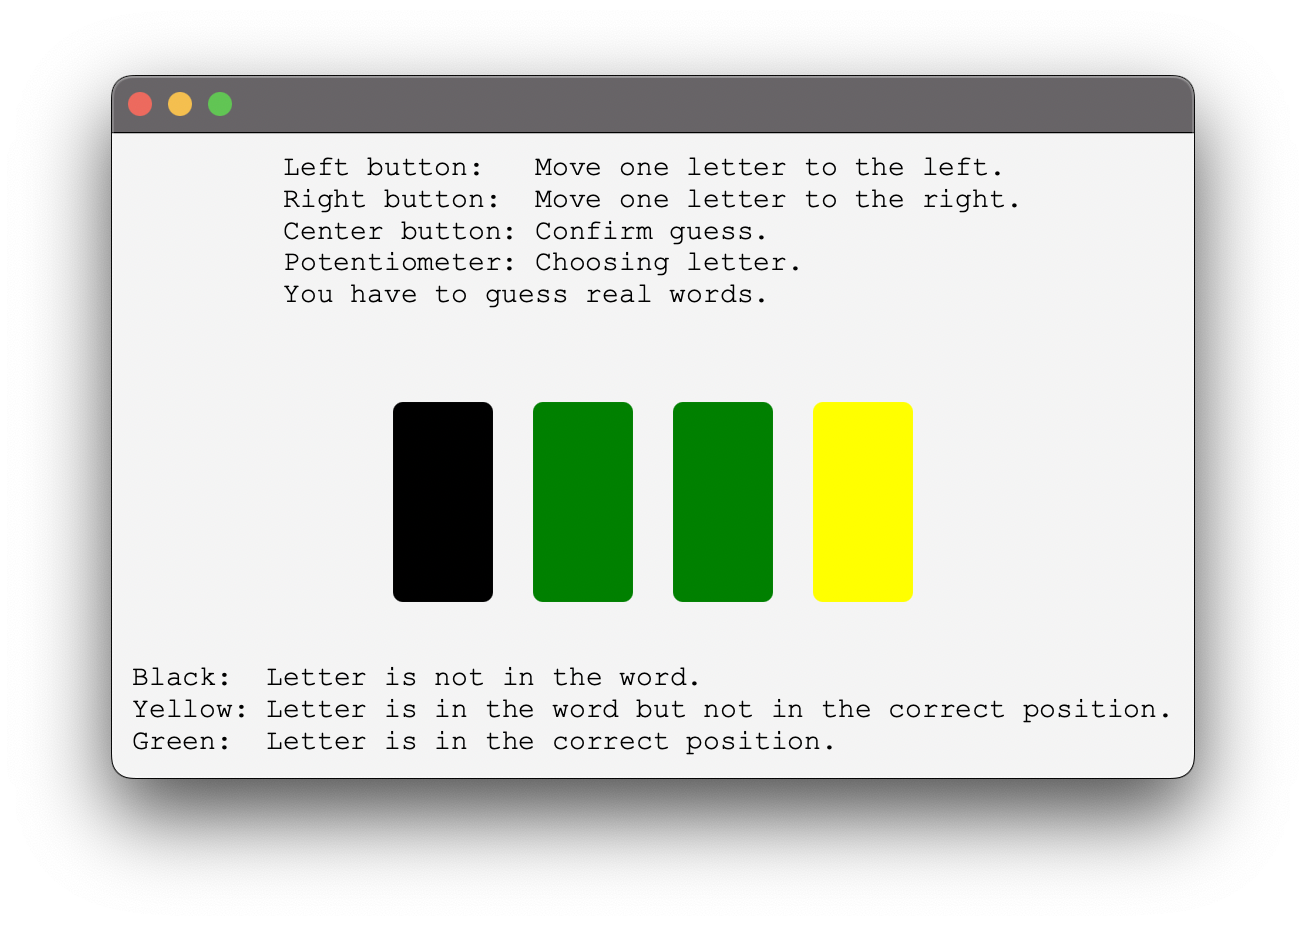 Left button:   Move one letter to the left.
Right button:  Move one letter to the right.
Center button: Confirm guess.
Potentiometer: Choosing letter.
You have to guess real words.
Black:  Letter is not in the word.
Yellow: Letter is in the word but not in the correct position.
Green:  Letter is in the correct position.